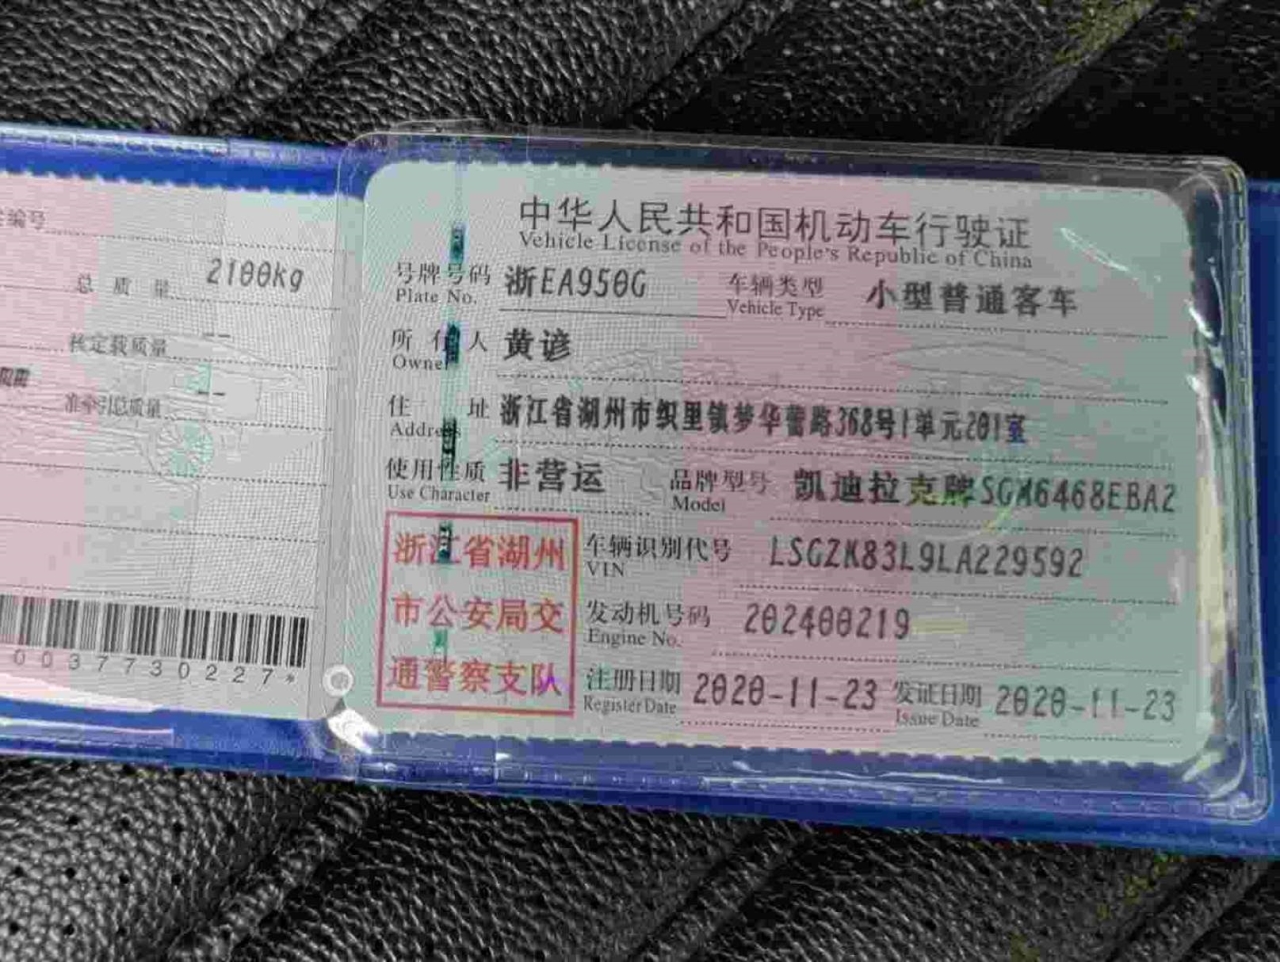 编号
总质量 2100kg
核定载质量 --
准牵引总质量 --
0037730227*
中华人民共和国机动车行驶证
Vehicle License of the People's Republic of China
号牌号码 浙EA950G 车辆类型 小型普通客车
Plate No. Vehicle Type
所有人 黄谚
Owner
住址 浙江省湖州市织里镇梦华蕾路368号1单元201室
Address
使用性质 非营运 品牌型号 凯迪拉克牌SGM6468EBA2
Use Character Model
浙江省湖州
市公安局交
通警察支队
车辆识别代号 LSGZK83L9LA229592
VIN
发动机号码 202400219
Engine No.
注册日期 2020-11-23 发证日期 2020-11-23
Register Date Issue Date